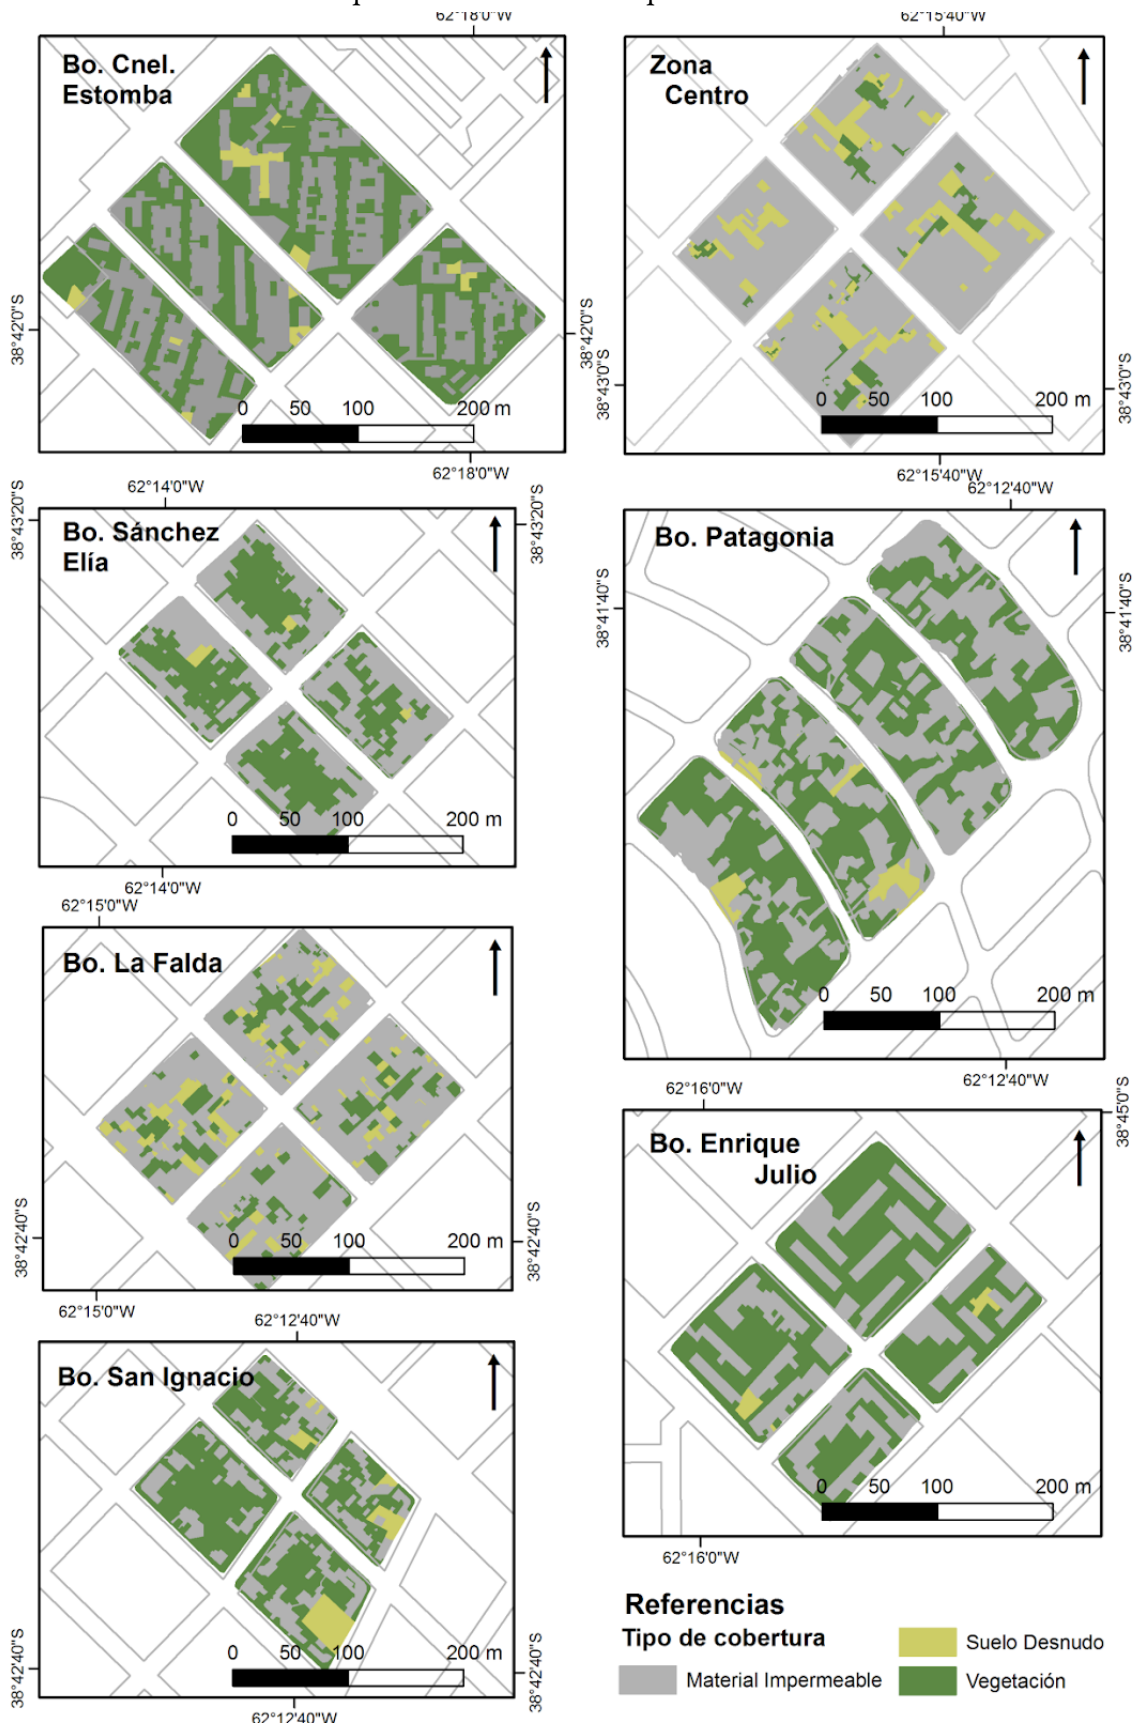 62°18'0"W
Bo. Cnel.
Estomba
38°42'0"S
38°42'0"S
0 50 100 200 m
62°18'0"W
62°15'40"W
Zona
Centro
38°43'0"S
38°43'0"S
0 50 100 200 m
62°15'40"W
62°14'0"W
38°43'20"S
38°43'20"S
Bo. Sánchez
Elía
0 50 100 200 m
62°14'0"W
62°12'40"W
Bo. Patagonia
38°41'40"S
38°41'40"S
0 50 100 200 m
62°12'40"W
62°15'0"W
Bo. La Falda
38°42'40"S
38°42'40"S
0 50 100 200 m
62°15'0"W
62°16'0"W
38°45'0"S
Bo. Enrique
Julio
0 50 100 200 m
62°16'0"W
62°12'40"W
Bo. San Ignacio
38°42'40"S
38°42'40"S
0 50 100 200 m
62°12'40"W
Referencias
Tipo de cobertura
Material Impermeable
Suelo Desnudo
Vegetación